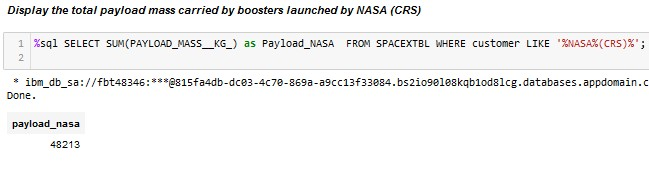 Display the total payload mass carried by boosters launched by NASA (CRS)
1 %sql SELECT SUM(PAYLOAD_MASS__KG_) as Payload_NASA  FROM SPACEXTBL WHERE customer LIKE '%NASA%(CRS)%';
2
* ibm_db_sa://fbt48346:***@815fa4db-dc03-4c70-869a-a9cc13f33084.bs2io90l08kqb1od8lcg.databases.appdomain.c
Done.
payload_nasa
48213